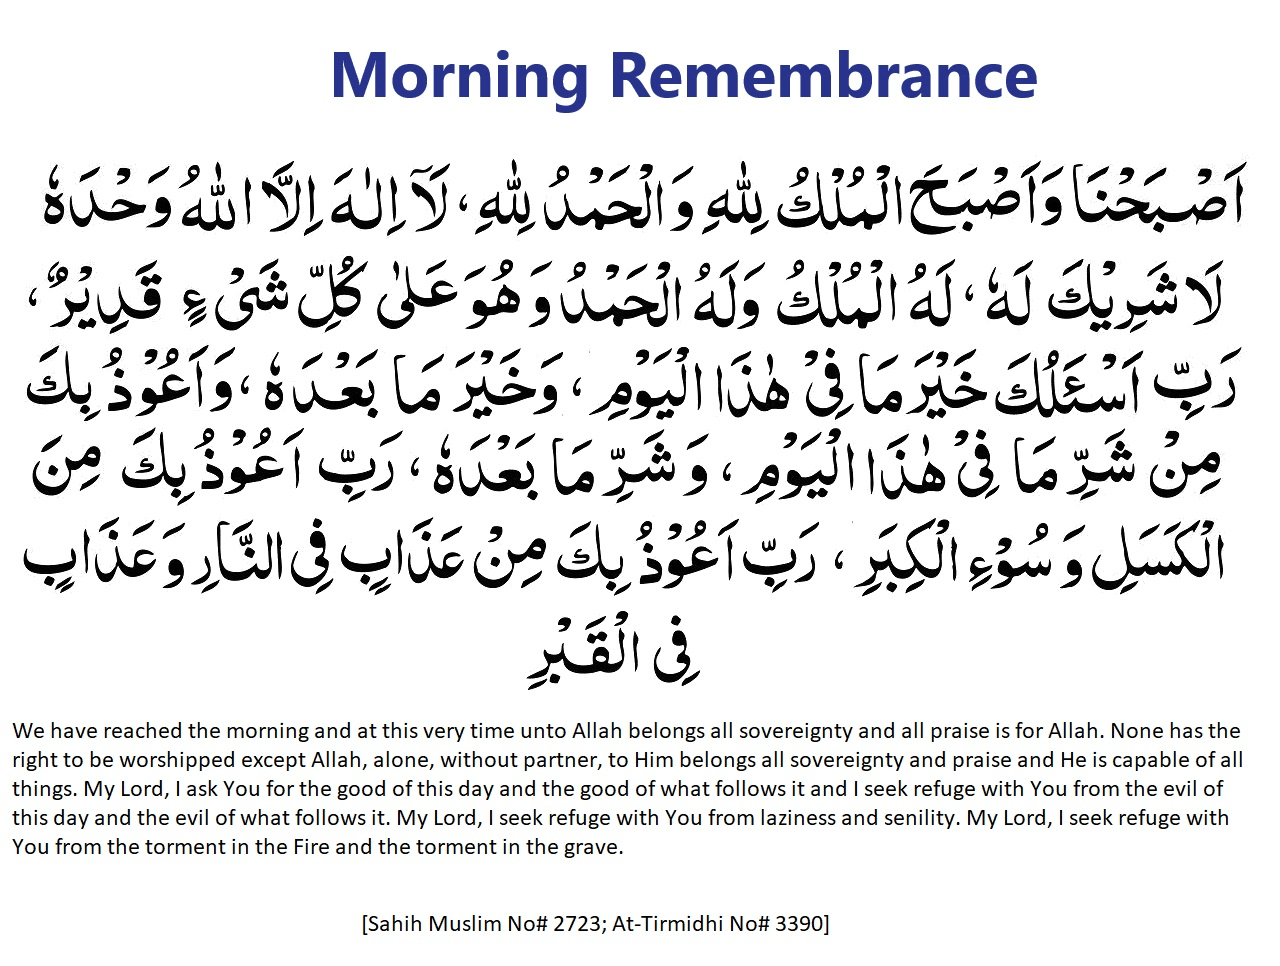 Morning Remembrance
اَصْبَحْنَا وَاَصْبَحَ الْمُلْكُ لِلّٰهِ وَالْحَمْدُ لِلّٰهِ، لَآ اِلٰهَ اِلَّا اللّٰهُ وَحْدَهٗ
لَا شَرِيْكَ لَهٗ، لَهُ الْمُلْكُ وَلَهُ الْحَمْدُ وَهُوَ عَلٰى كُلِّ شَىْءٍ قَدِيْرٌ،
رَبِّ اَسْئَلُكَ خَيْرَ مَا فِىْ هٰذَا الْيَوْمِ، وَخَيْرَ مَا بَعْدَهٗ، وَاَعُوْذُ بِكَ
مِنْ شَرِّ مَا فِىْ هٰذَا الْيَوْمِ، وَشَرِّ مَا بَعْدَهٗ، رَبِّ اَعُوْذُ بِكَ مِنَ
الْكَسَلِ وَسُوْءِ الْكِبَرِ، رَبِّ اَعُوْذُ بِكَ مِنْ عَذَابٍ فِى النَّارِ وَعَذَابٍ
فِى الْقَبْرِ
We have reached the morning and at this very time unto Allah belongs all sovereignty and all praise is for Allah. None has the
right to be worshipped except Allah, alone, without partner, to Him belongs all sovereignty and praise and He is capable of all
things. My Lord, I ask You for the good of this day and the good of what follows it and I seek refuge with You from the evil of
this day and the evil of what follows it. My Lord, I seek refuge with You from laziness and senility. My Lord, I seek refuge with
You from the torment in the Fire and the torment in the grave.
[Sahih Muslim No# 2723; At-Tirmidhi No# 3390]